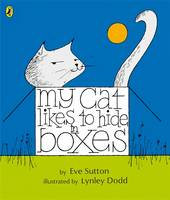 my cat
likes to hide
in
boxes
by Eve Sutton
illustrated by Lynley Dodd